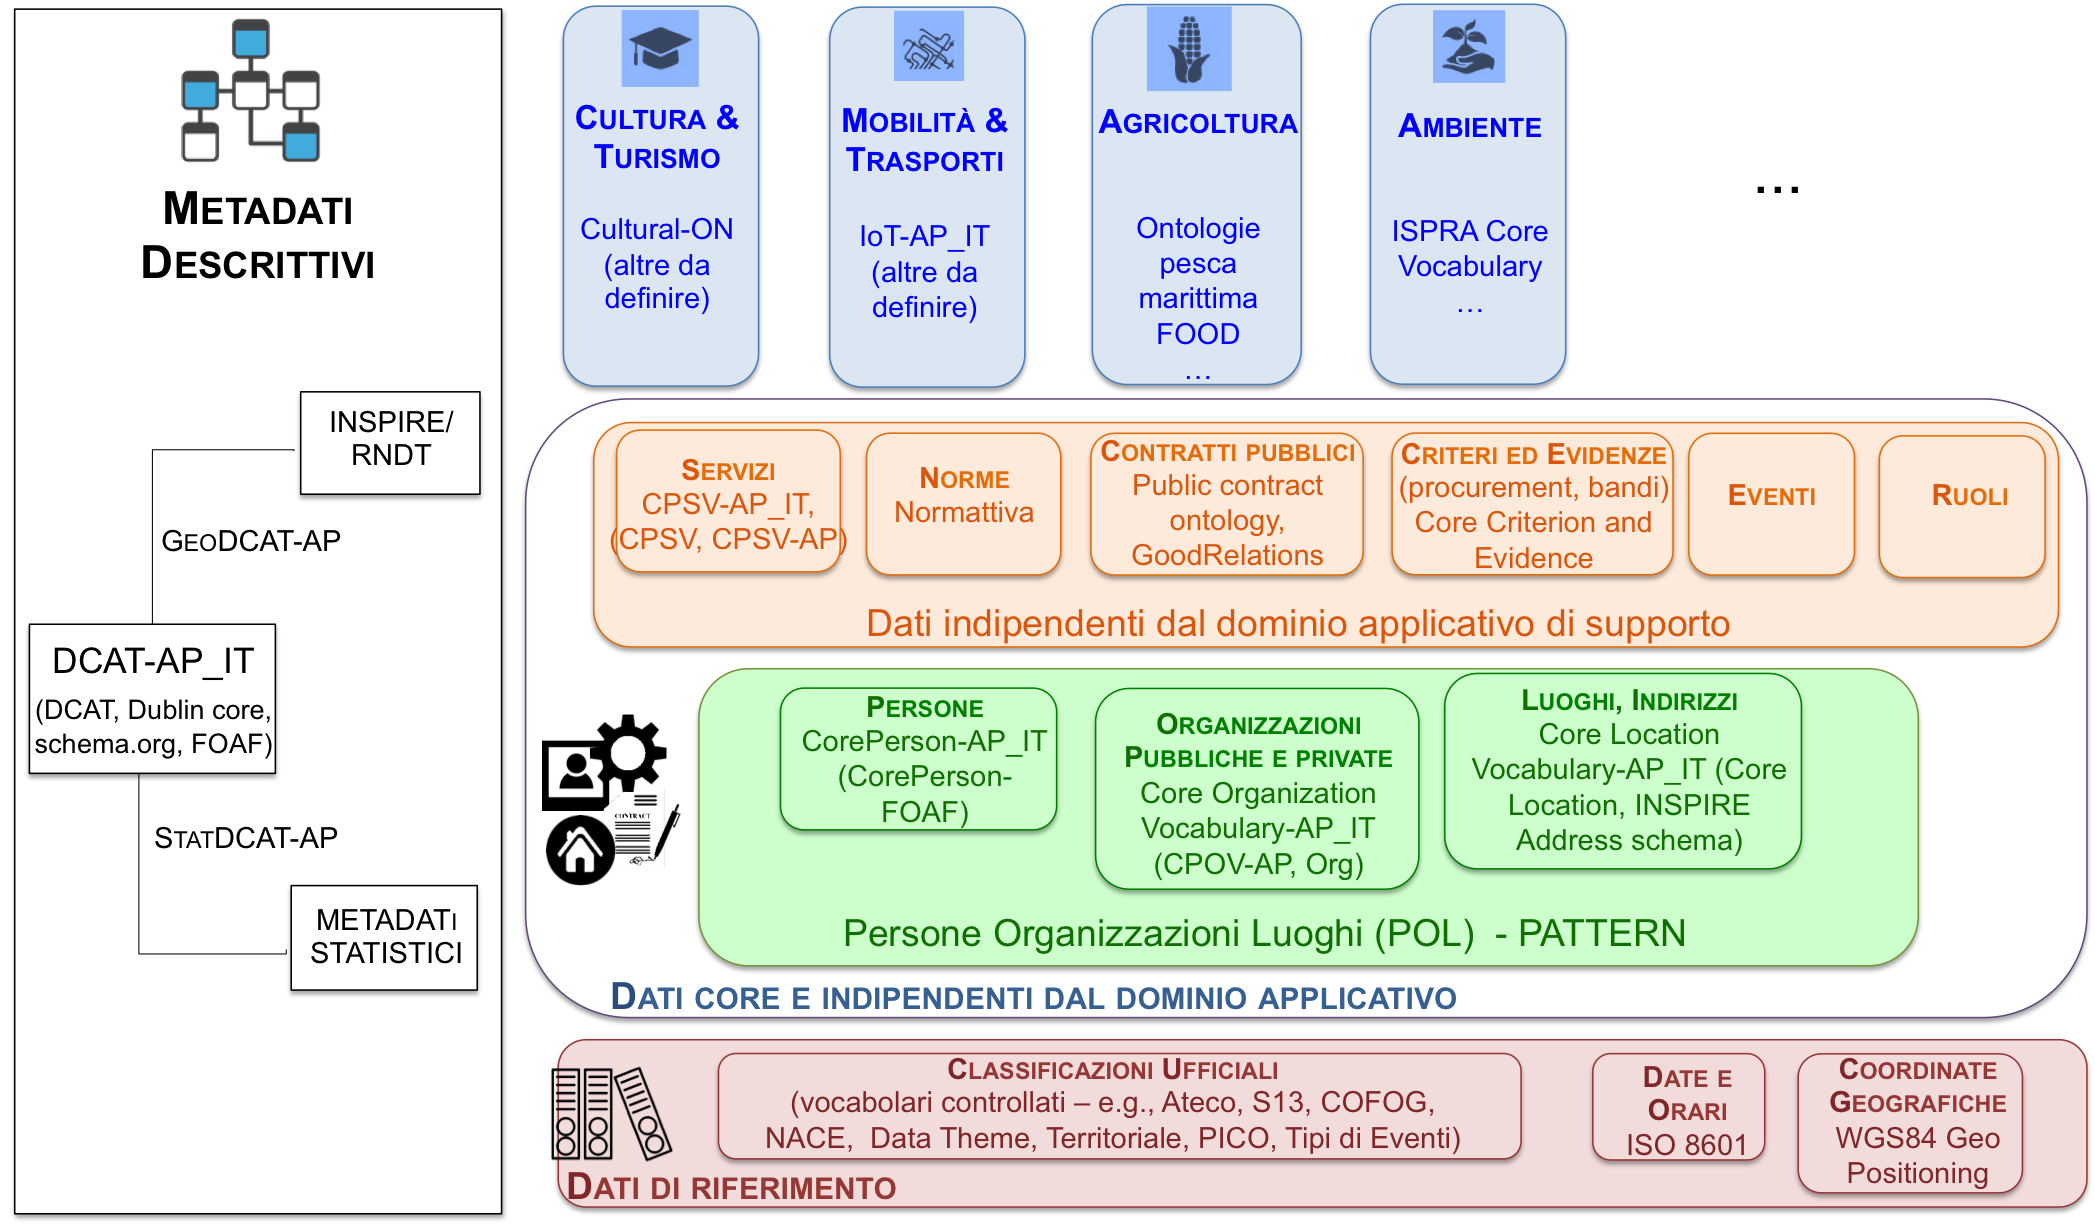 METADATI
DESCRITTIVI
INSPIRE/
RNDT
GEODCAT-AP
DCAT-AP_IT
(DCAT, Dublin core,
schema.org, FOAF)
STATDCAT-AP
METADATI
STATISTICI
CULTURA &
TURISMO
Cultural-ON
(altre da
definire)
MOBILITÀ &
TRASPORTI
IoT-AP_IT
(altre da
definire)
AGRICOLTURA
Ontologie
pesca
marittima
FOOD
…
AMBIENTE
ISPRA Core
Vocabulary
…
…
SERVIZI
CPSV-AP_IT,
(CPSV, CPSV-AP)
NORME
Normattiva
CONTRATTI PUBBLICI
Public contract
ontology,
GoodRelations
CRITERI ED EVIDENZE
(procurement, bandi)
Core Criterion and
Evidence
EVENTI
RUOLI
Dati indipendenti dal dominio applicativo di supporto
PERSONE
CorePerson-AP_IT
(CorePerson-
FOAF)
ORGANIZZAZIONI
PUBBLICHE E PRIVATE
Core Organization
Vocabulary-AP_IT
(CPOV-AP, Org)
LUOGHI, INDIRIZZI
Core Location
Vocabulary-AP_IT (Core
Location, INSPIRE
Address schema)
CONTRACT
Persone Organizzazioni Luoghi (POL) - PATTERN
DATI CORE E INDIPENDENTI DAL DOMINIO APPLICATIVO
CLASSIFICAZIONI UFFICIALI
(vocabolari controllati – e.g., Ateco, S13, COFOG,
NACE, Data Theme, Territoriale, PICO, Tipi di Eventi)
DATE E
ORARI
ISO 8601
COORDINATE
GEOGRAFICHE
WGS84 Geo
Positioning
DATI DI RIFERIMENTO